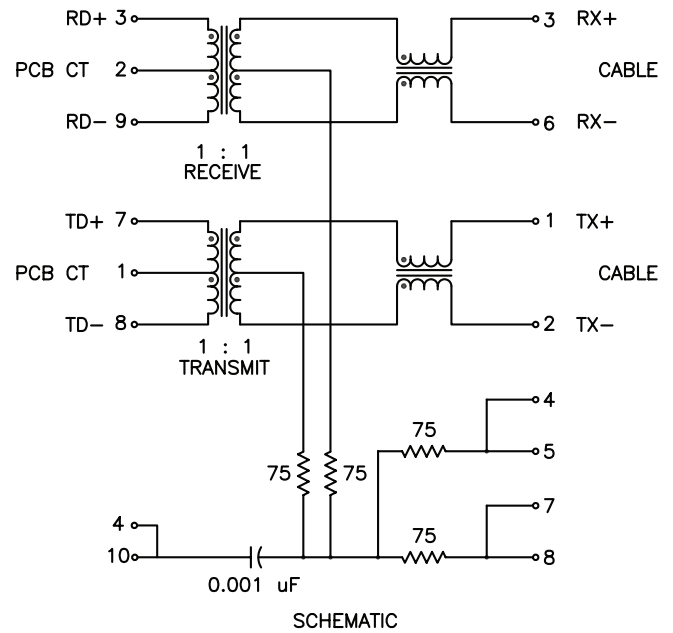 RD+ 3 3 RX+
PCB CT 2 CABLE
RD- 9 6 RX-
1 : 1
RECEIVE
TD+ 7 1 TX+
PCB CT 1 CABLE
TD- 8 2 TX-
1 : 1
TRANSMIT
4
75
75 75 5
7
4
75
10 8
0.001 uF
SCHEMATIC